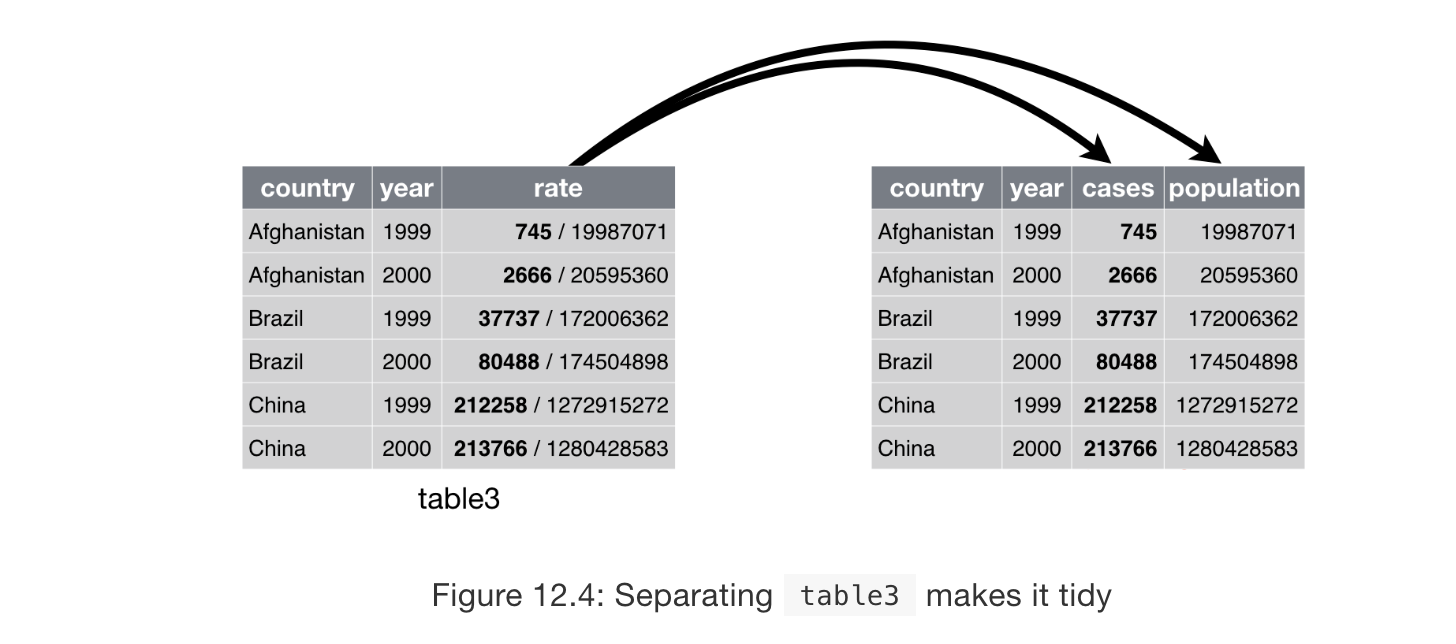 country year rate
Afghanistan 1999 745 / 19987071
Afghanistan 2000 2666 / 20595360
Brazil 1999 37737 / 172006362
Brazil 2000 80488 / 174504898
China 1999 212258 / 1272915272
China 2000 213766 / 1280428583
table3
country year cases population
Afghanistan 1999 745 19987071
Afghanistan 2000 2666 20595360
Brazil 1999 37737 172006362
Brazil 2000 80488 174504898
China 1999 212258 1272915272
China 2000 213766 1280428583
Figure 12.4: Separating table3 makes it tidy